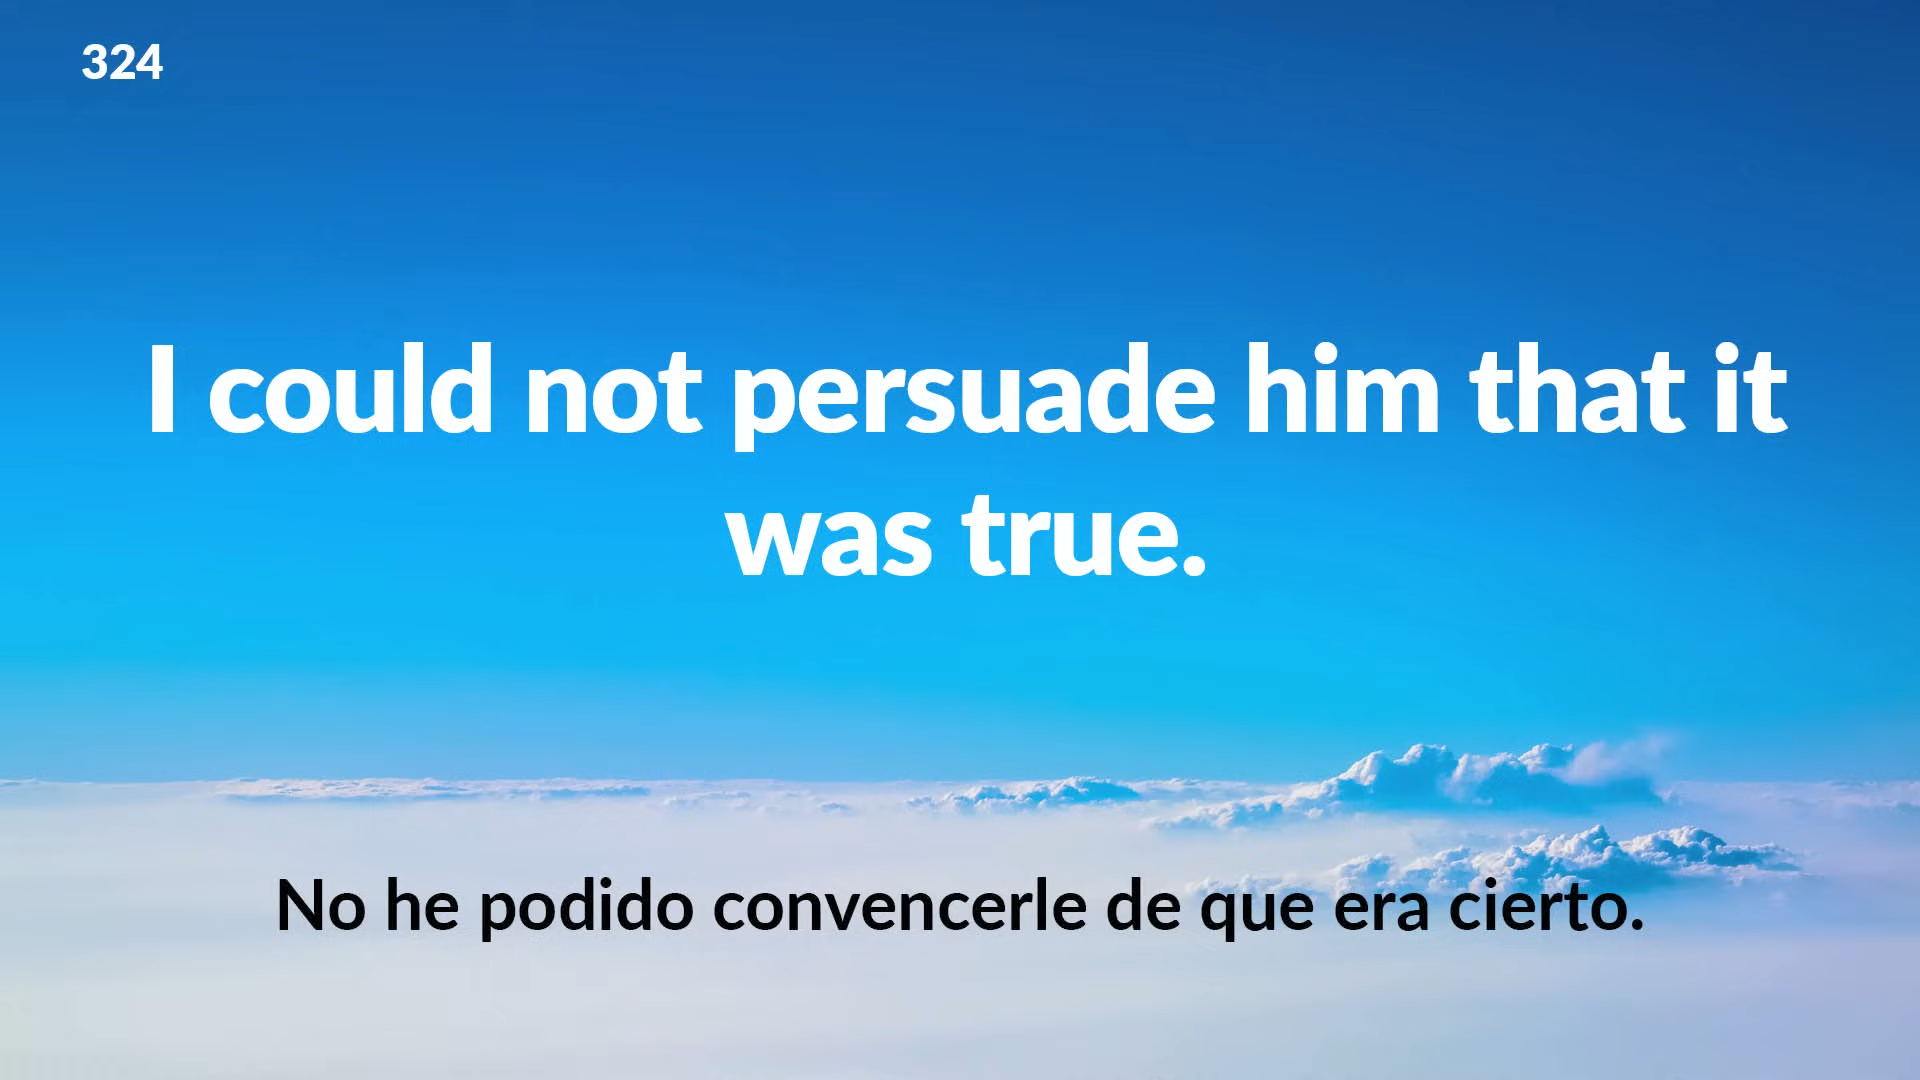 324
I could not persuade him that it
was true.
No he podido convencerle de que era cierto.